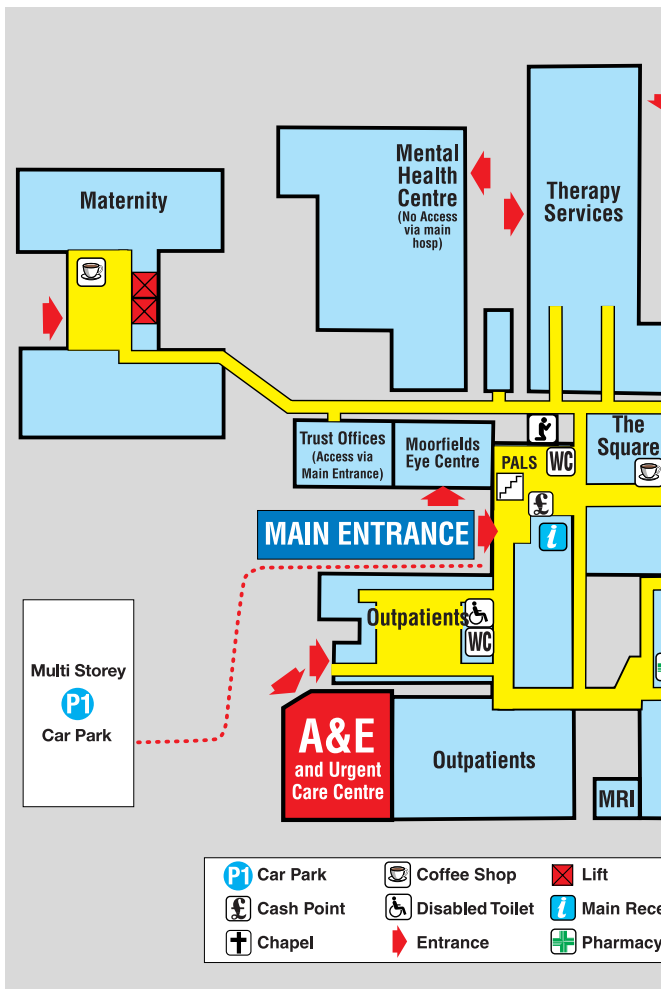 Maternity
Mental
Health
Centre
(No Access
via main
hosp)
Therapy
Services
Trust Offices
(Access via
Main Entrance)
Moorfields
Eye Centre
PALS
WC
The
Square
£
i
MAIN ENTRANCE
Outpatients
WC
Multi Storey
P1
Car Park
A&E
and Urgent
Care Centre
Outpatients
MRI
P1 Car Park
Coffee Shop
Lift
£ Cash Point
Disabled Toilet
i Main Rece
Chapel
Entrance
Pharmacy